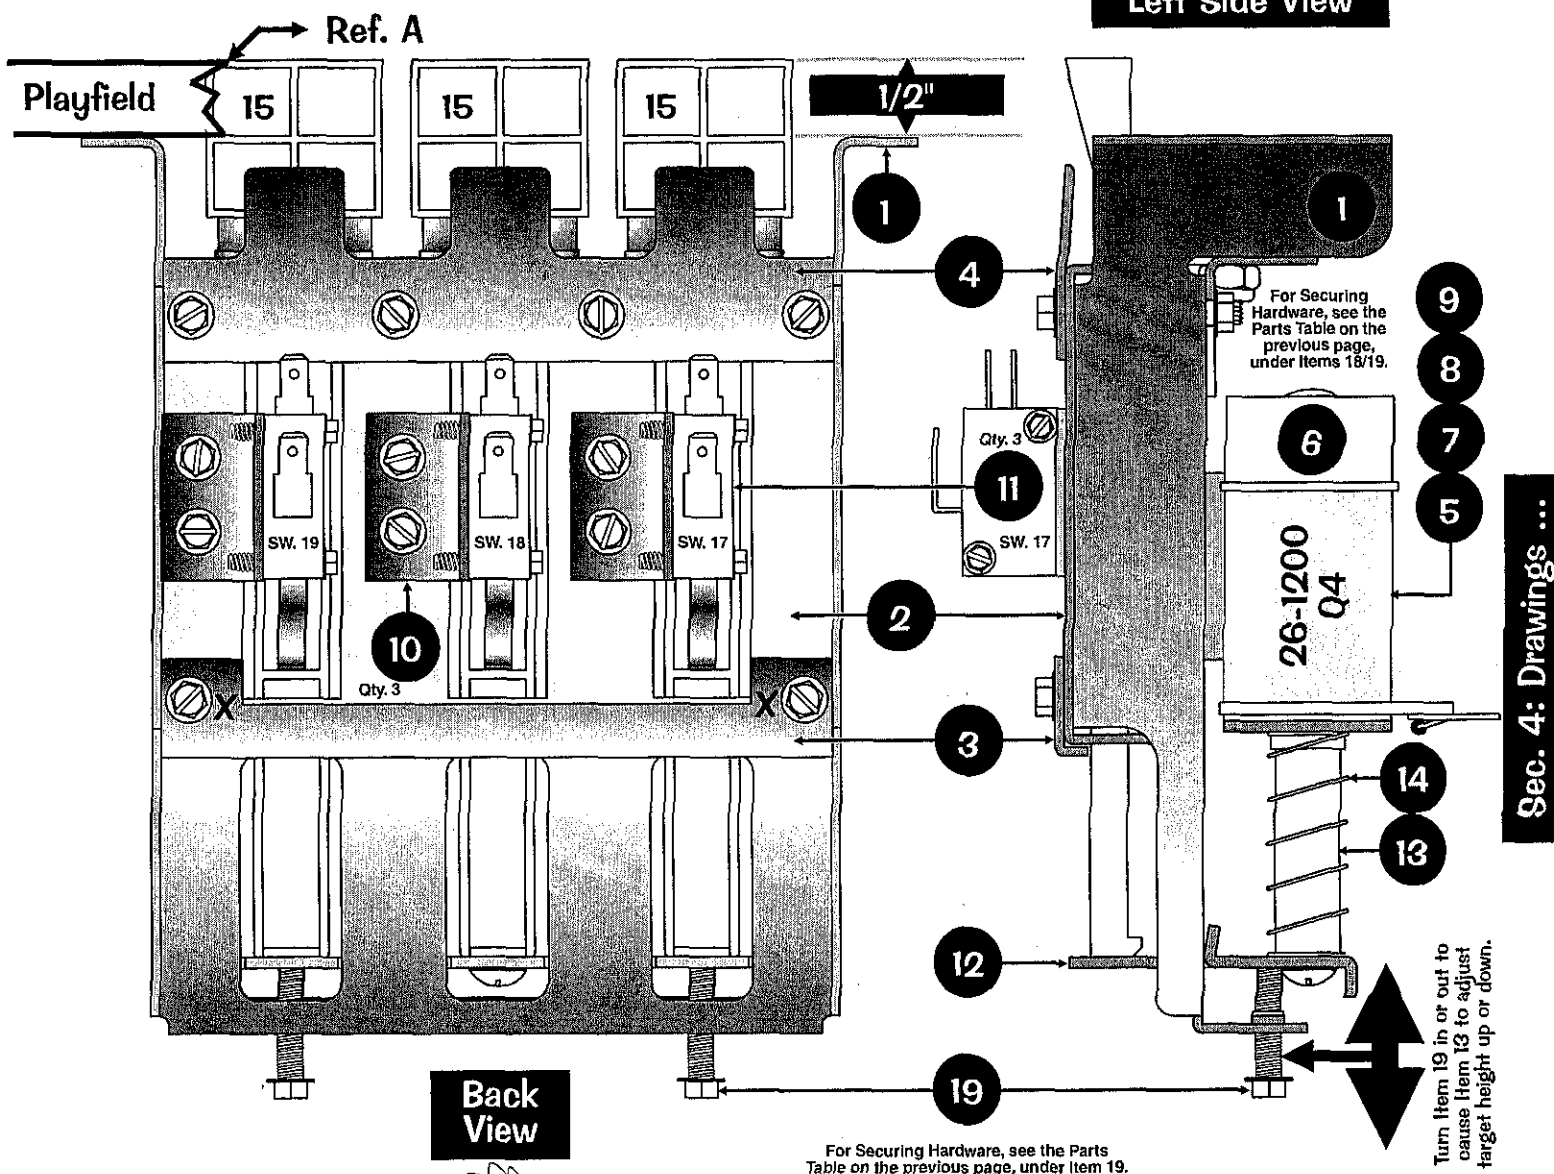 Left Side View
Ref. A
Playfield
15
15
15
1/2"
1
1
4
For Securing
Hardware, see the
Parts Table on the
previous page,
under Items 18/19.
9
8
7
5
6
Qty. 3
11
SW. 19
SW. 18
SW. 17
SW. 17
26-1200
Q4
2
10
Qty. 3
X
X
3
14
13
12
19
Turn Item 19 in or out to
cause Item 13 to adjust
target height up or down.
Back
View
For Securing Hardware, see the Parts
Table on the previous page, under Item 19.
Sec. 4: Drawings ...